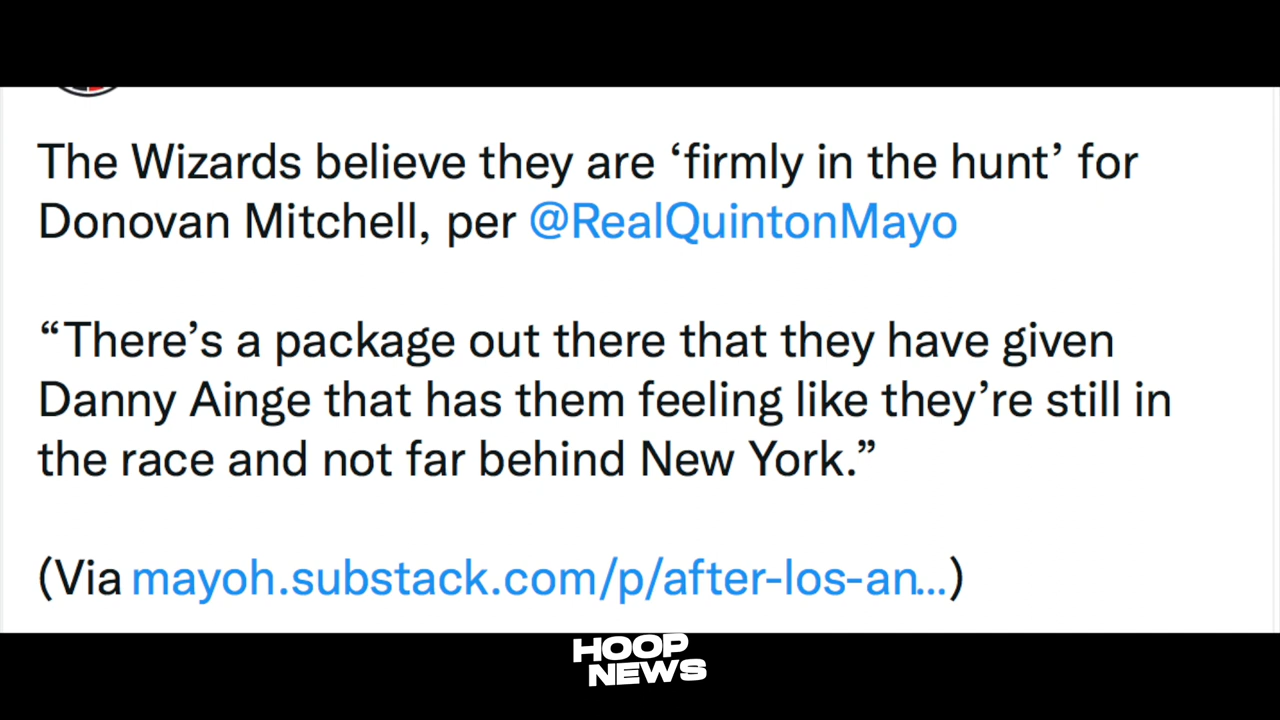 The Wizards believe they are ‘firmly in the hunt’ for
Donovan Mitchell, per @RealQuintonMayo
“There’s a package out there that they have given
Danny Ainge that has them feeling like they’re still in
the race and not far behind New York.”
(Via mayoh.substack.com/p/after-los-an...)
HOOP
NEWS